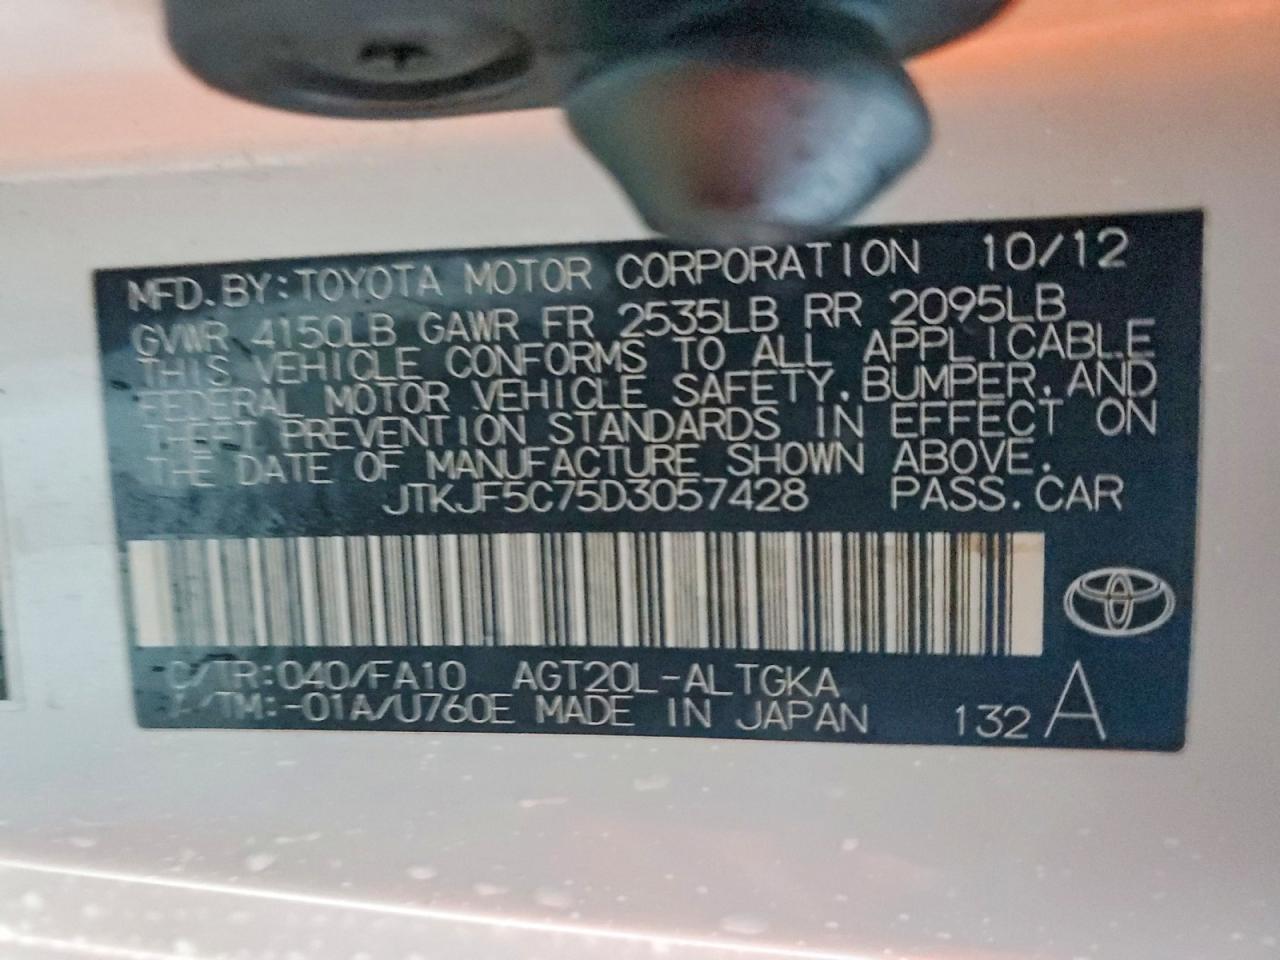 MFD.BY:TOYOTA MOTOR CORPORATION 10/12
GVWR 4150LB GAWR FR 2535LB RR 2095LB
THIS VEHICLE CONFORMS TO ALL APPLICABLE
FEDERAL MOTOR VEHICLE SAFETY,BUMPER,AND
THEFT PREVENTION STANDARDS IN EFFECT ON
THE DATE OF MANUFACTURE SHOWN ABOVE.
JTKJF5C75D3057428 PASS.CAR
C/TR:040/FA10 AGT20L-ALTGKA
A/TM:-01A/U760E MADE IN JAPAN 132 A